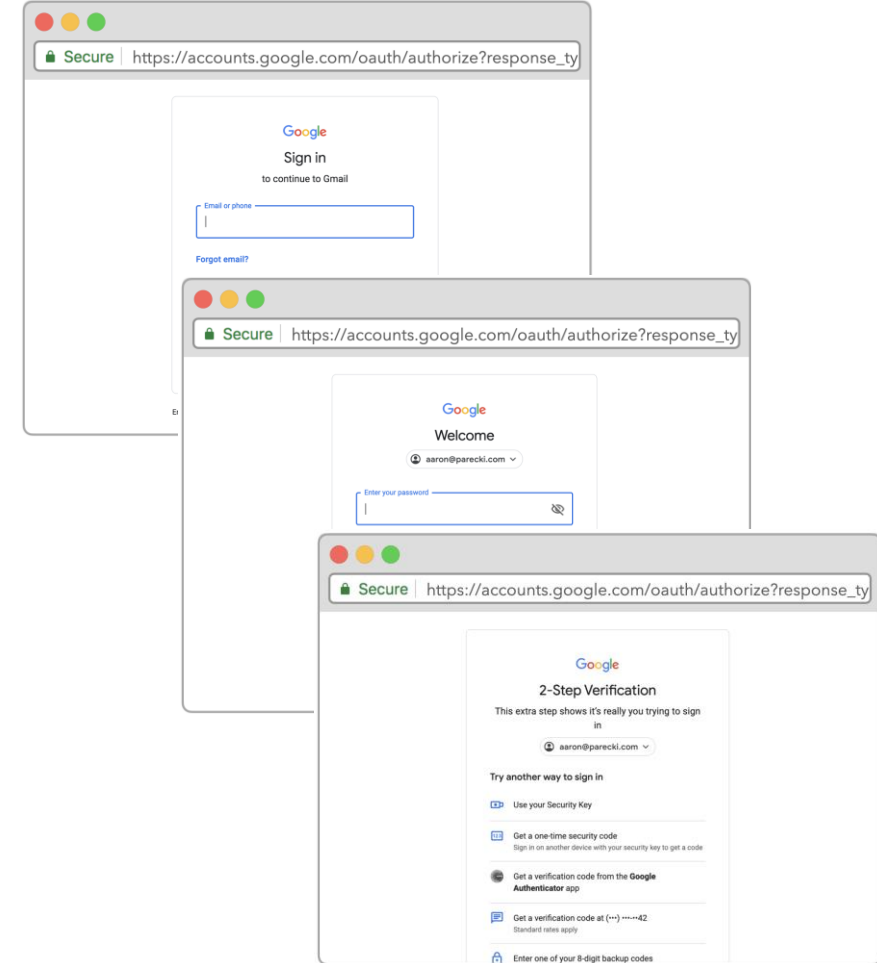 Secure https://accounts.google.com/oauth/authorize?response_ty
Google
Sign in
to continue to Gmail
Email or phone
Forgot email?
Secure https://accounts.google.com/oauth/authorize?response_ty
Google
Welcome
aaron@parecki.com
Enter your password
Secure https://accounts.google.com/oauth/authorize?response_ty
Google
2-Step Verification
This extra step shows it's really you trying to sign
in
aaron@parecki.com
Try another way to sign in
Use your Security Key
Get a one-time security code
Sign in on another device with your security key to get a code
Get a verification code from the Google
Authenticator app
Get a verification code at (•••) •••-••42
Standard rates apply
Enter one of your 8-digit backup codes